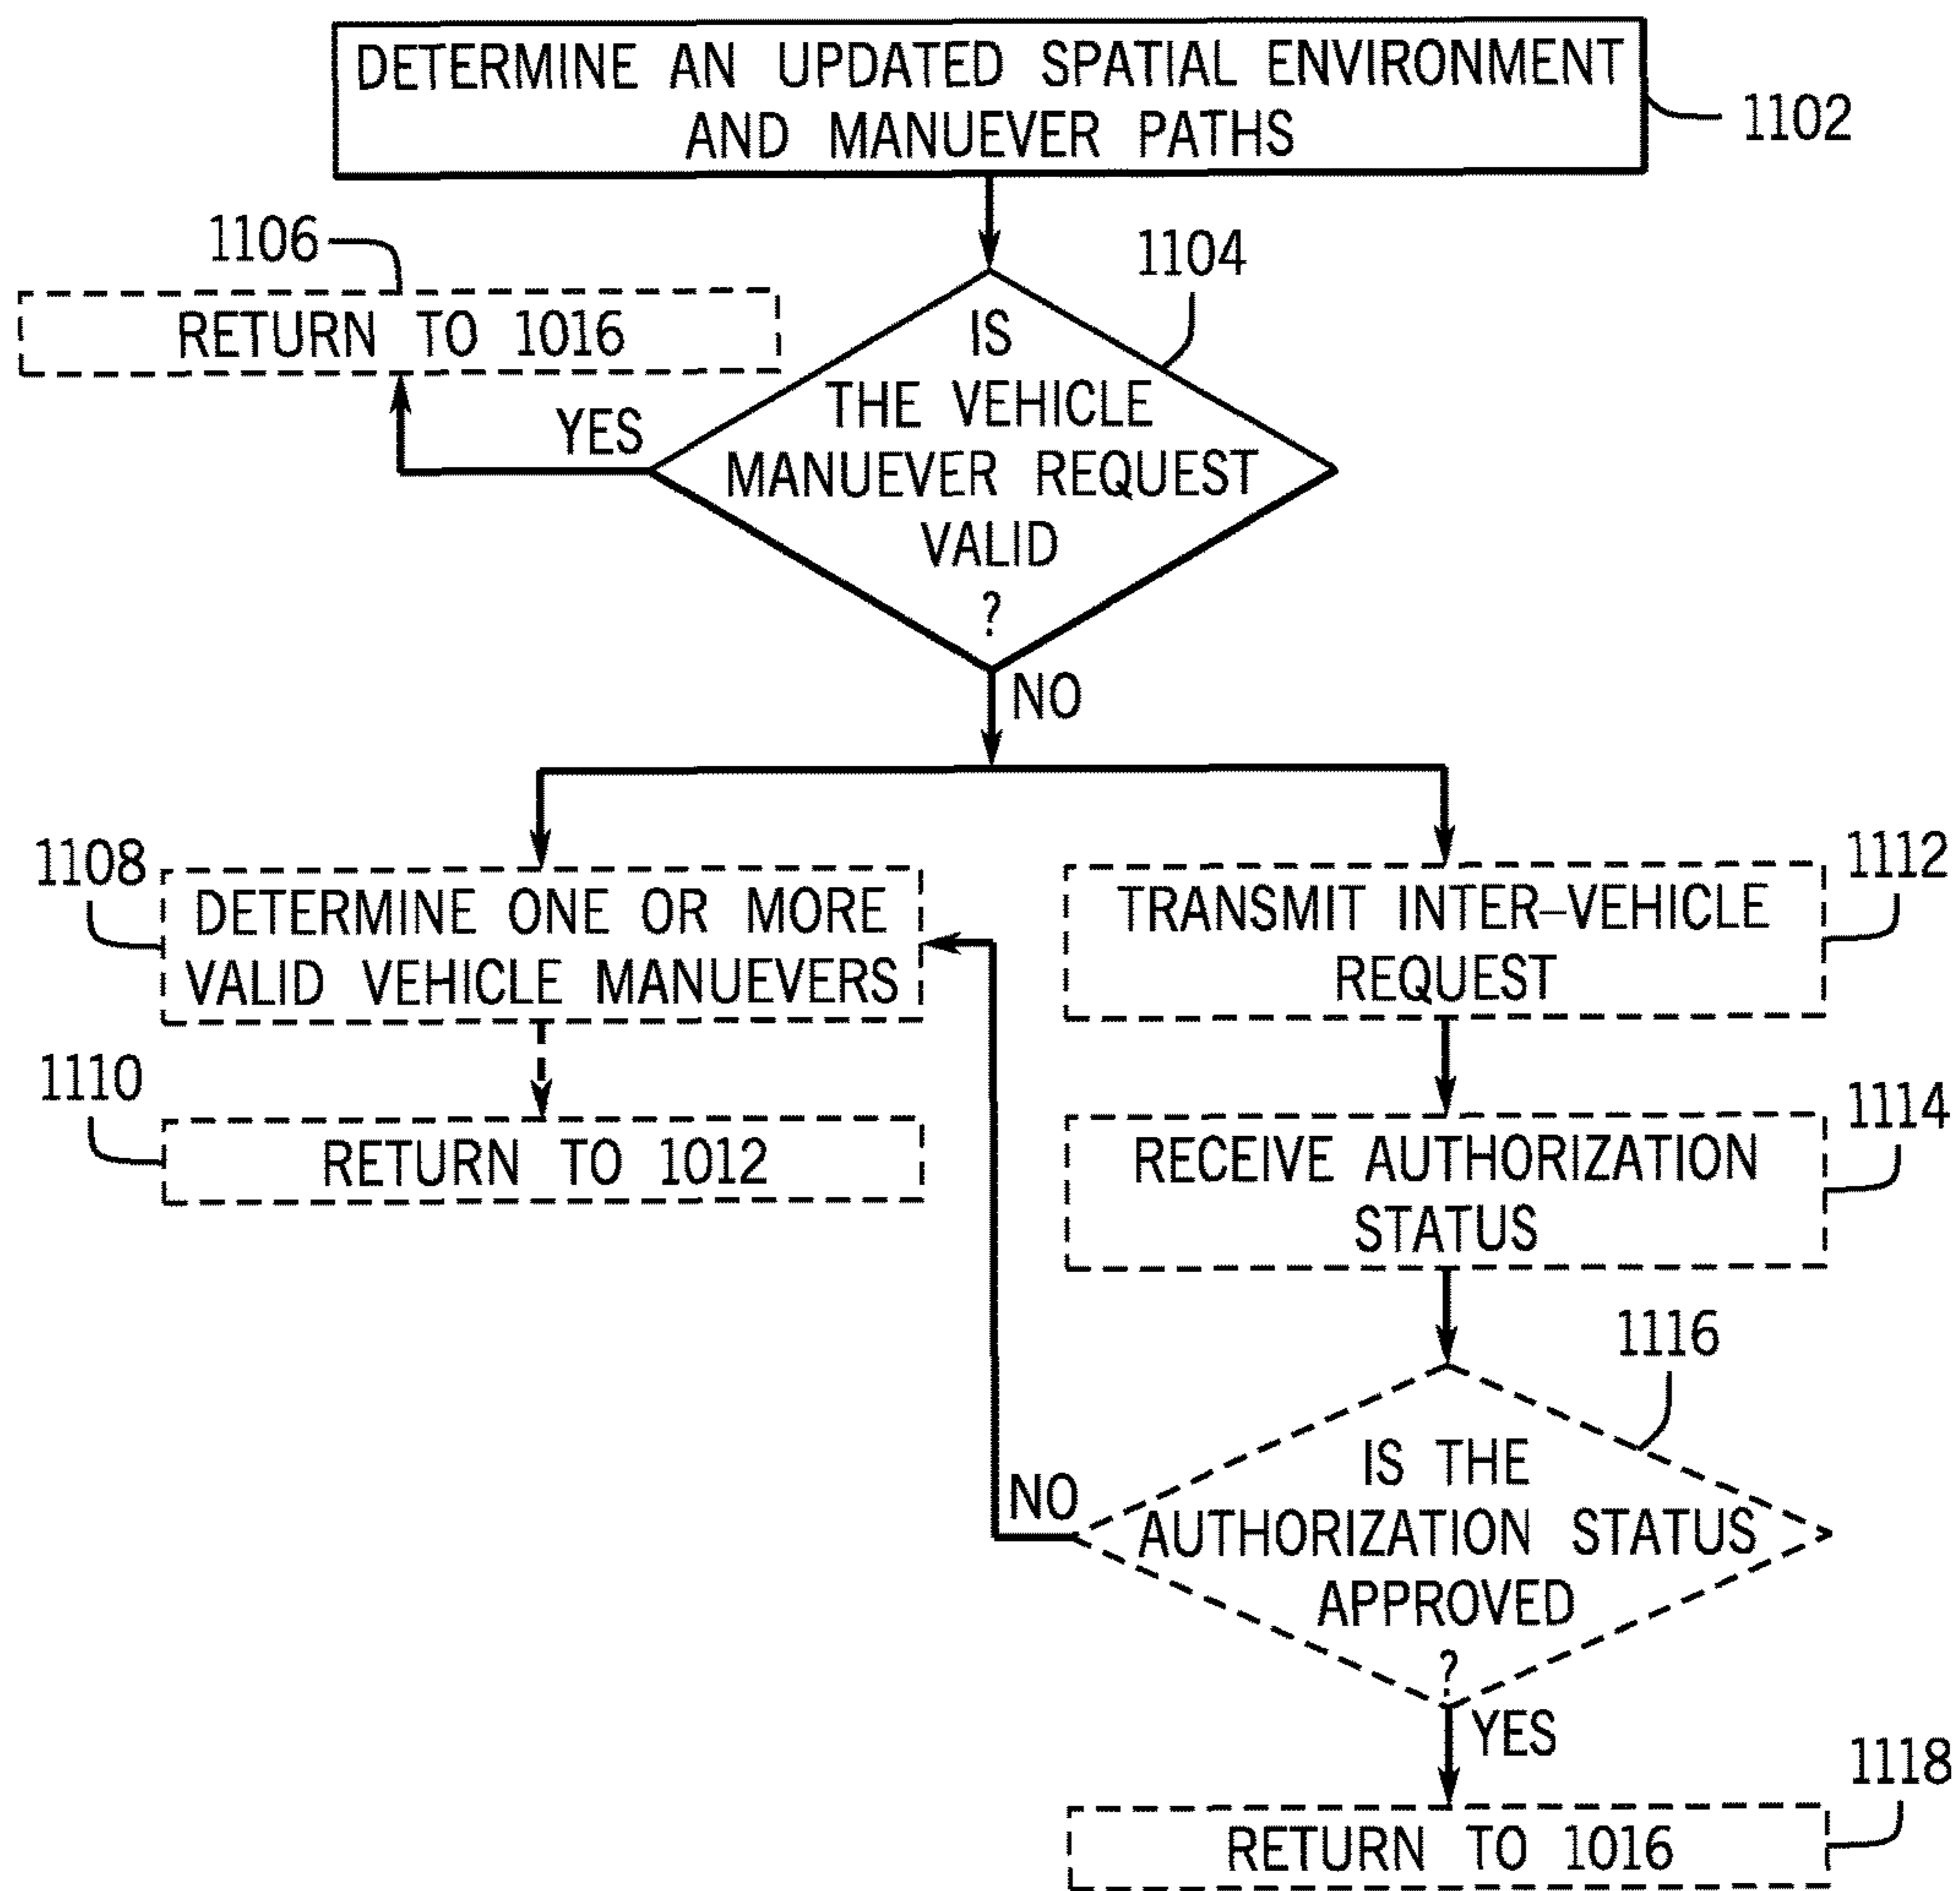 DETERMINE AN UPDATED SPATIAL ENVIRONMENT
AND MANUEVER PATHS
1102
1106
RETURN TO 1016
1104
IS
THE VEHICLE
MANUEVER REQUEST
VALID
?
YES
NO
1108
DETERMINE ONE OR MORE
VALID VEHICLE MANUEVERS
1112
TRANSMIT INTER-VEHICLE
REQUEST
1110
RETURN TO 1012
1114
RECEIVE AUTHORIZATION
STATUS
1116
IS THE
AUTHORIZATION STATUS
APPROVED
?
NO
YES
1118
RETURN TO 1016